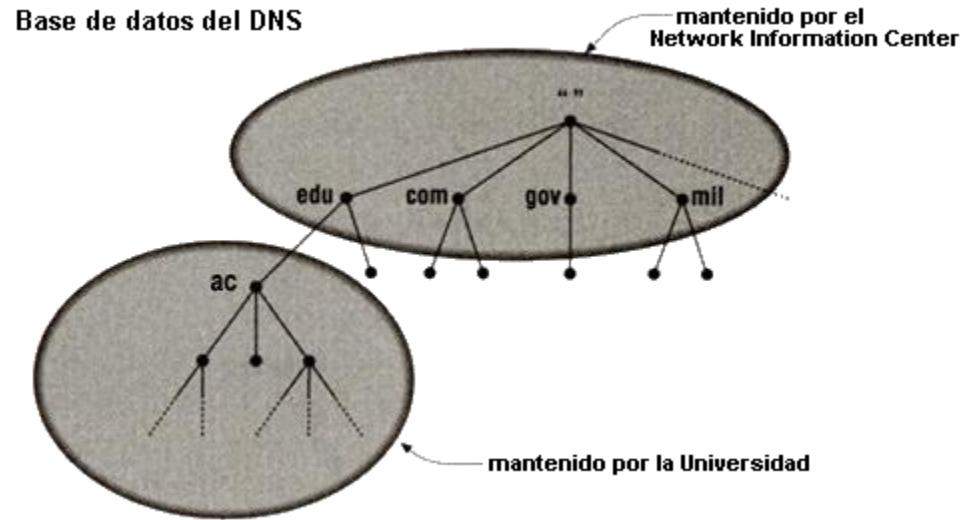 Base de datos del DNS
mantenido por el
Network Information Center
“ ”
edu
com
gov
mil
ac
mantenido por la Universidad